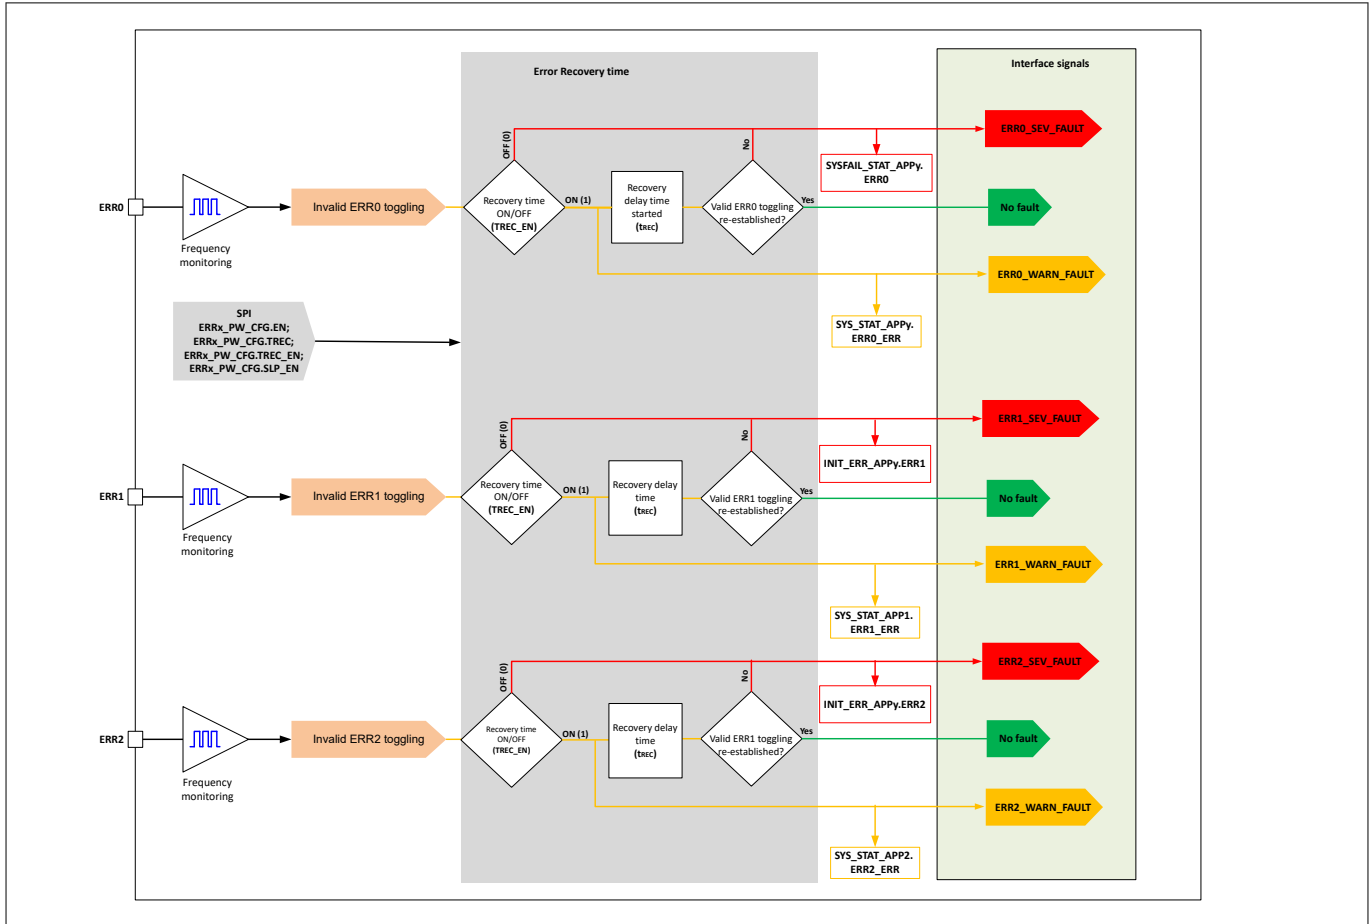 Error Recovery time
Interface signals
ERR0
Frequency
monitoring
Invalid ERR0 toggling
OFF (0)
Recovery time
ON/OFF
(TREC_EN)
ON (1)
Recovery
delay time
started
(tREC)
No
Valid ERR0 toggling
re-established?
Yes
SYSFAIL_STAT_APPy.
ERR0
ERR0_SEV_FAULT
No fault
ERR0_WARN_FAULT
SYS_STAT_APPy.
ERR0_ERR
SPI
ERRx_PW_CFG.EN;
ERRx_PW_CFG.TREC;
ERRx_PW_CFG.TREC_EN;
ERRx_PW_CFG.SLP_EN
ERR1
Frequency
monitoring
Invalid ERR1 toggling
OFF (0)
Recovery time
ON/OFF
(TREC_EN)
ON (1)
Recovery delay
time
(tREC)
No
Valid ERR1 toggling
re-established?
Yes
INIT_ERR_APPy.ERR1
ERR1_SEV_FAULT
No fault
ERR1_WARN_FAULT
SYS_STAT_APP1.
ERR1_ERR
ERR2
Frequency
monitoring
Invalid ERR2 toggling
OFF (0)
Recovery time
ON/OFF
(TREC_EN)
ON (1)
Recovery delay
time
(tREC)
No
Valid ERR1 toggling
re-established?
Yes
INIT_ERR_APPy.ERR2
ERR2_SEV_FAULT
No fault
ERR2_WARN_FAULT
SYS_STAT_APP2.
ERR2_ERR